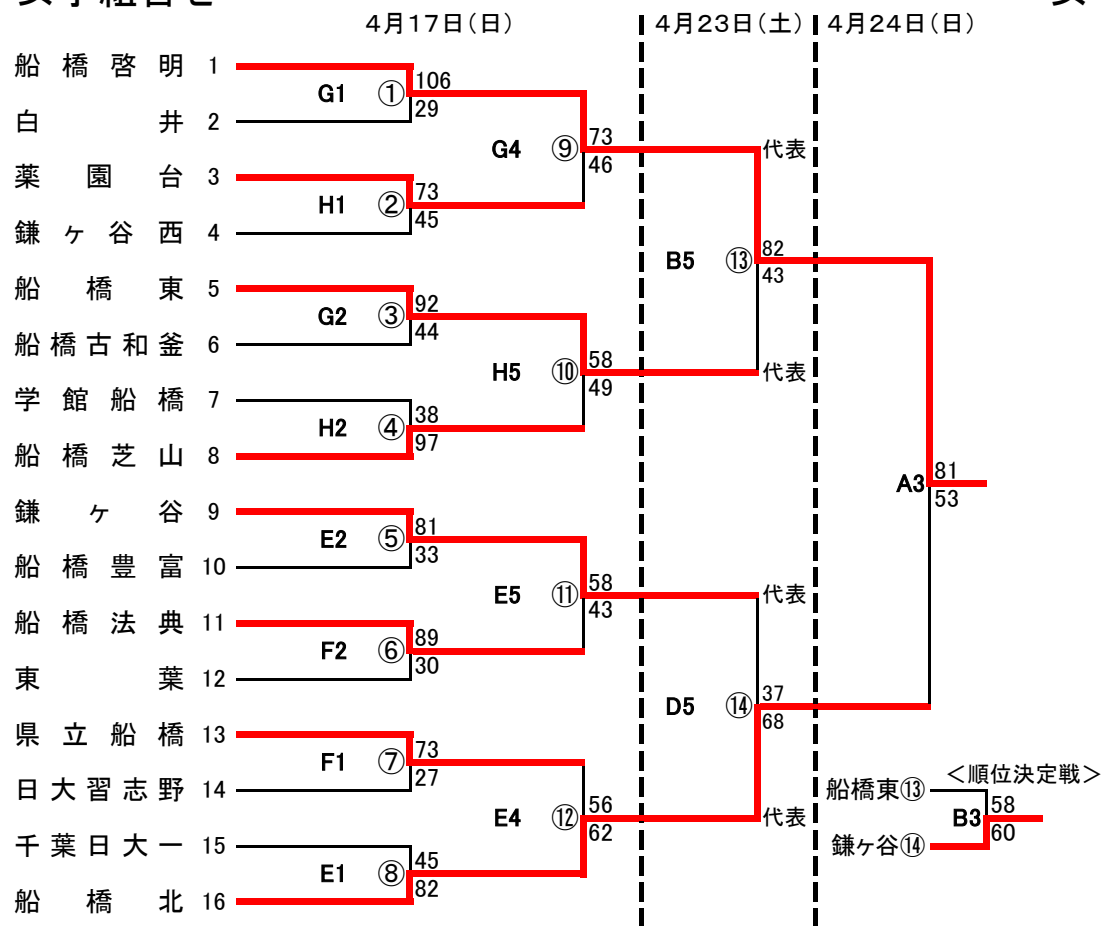 4月17日(日) 4月23日(土) 4月24日(日)
船橋啓明 1
G1 ① 106
29
白井 2
G4 ⑨ 73 代表
46
薬園台 3
H1 ② 73
45
鎌ヶ谷西 4
B5 ⑬ 82
43
船橋東 5
G2 ③ 92
44
船橋古和釜 6
H5 ⑩ 58 代表
49
学館船橋 7
H2 ④ 38
97
船橋芝山 8
A3 81
53
鎌ヶ谷 9
E2 ⑤ 81
33
船橋豊富 10
E5 ⑪ 58 代表
43
船橋法典 11
F2 ⑥ 89
30
東葉 12
D5 ⑭ 37
68
県立船橋 13
F1 ⑦ 73
27
日大習志野 14
E4 ⑫ 56 代表
62
千葉日大一 15
E1 ⑧ 45
82
船橋北 16
<順位決定戦>
船橋東⑬
B3 58
60
鎌ヶ谷⑭